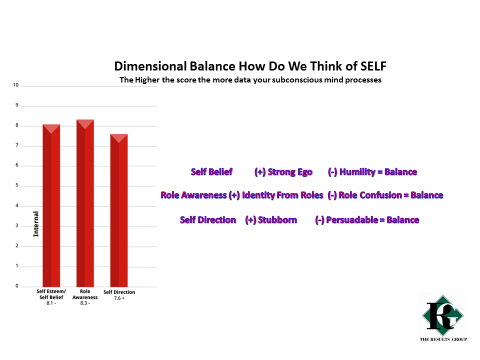 Dimensional Balance How Do We Think of SELF
The Higher the score the more data your subconscious mind processes
10
9
8
7
6
5
4
3
2
1
0
Internal
Self Esteem/
Self Belief
8.1 -
Role
Awareness
8.3 -
Self Direction
7.6 +
Self Belief (+) Strong Ego (-) Humility = Balance
Role Awareness (+) Identity From Roles (-) Role Confusion = Balance
Self Direction (+) Stubborn (-) Persuadable = Balance
RG
THE RESULTS GROUP